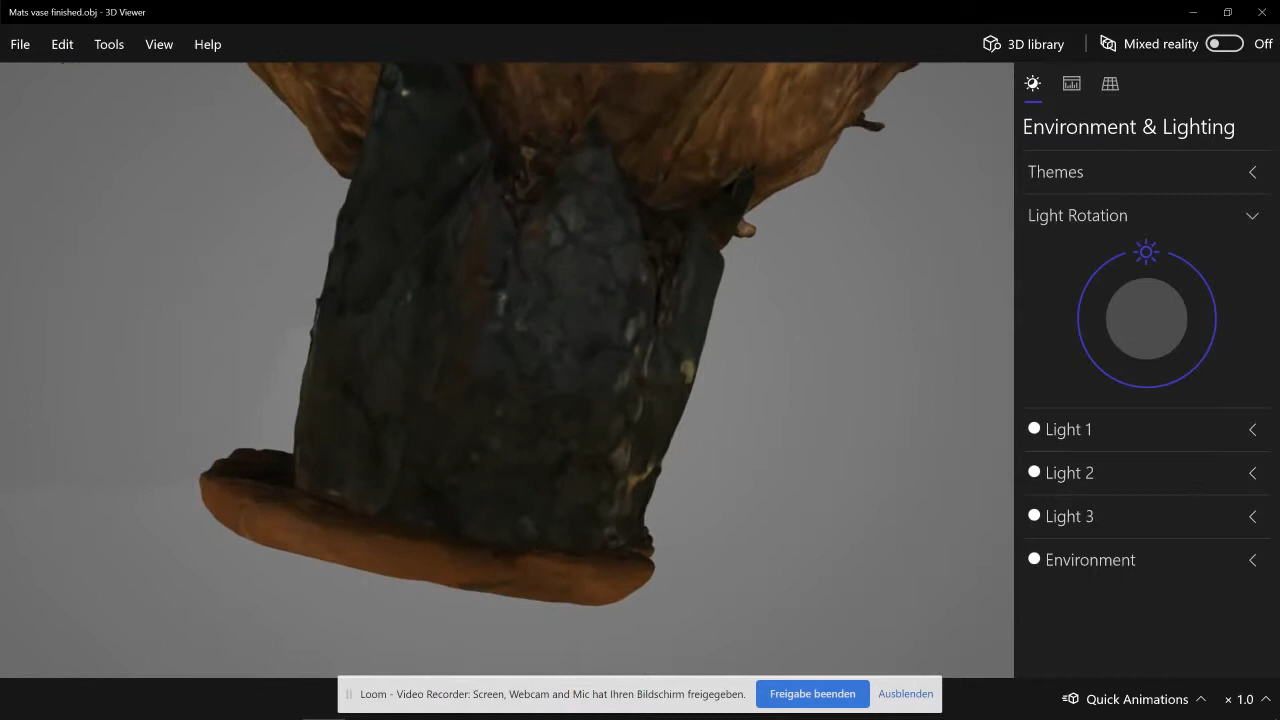 Mats vase finished.obj - 3D Viewer
File Edit Tools View Help
3D library Mixed reality Off
Environment & Lighting
Themes
Light Rotation
Light 1
Light 2
Light 3
Environment
Loom - Video Recorder: Screen, Webcam and Mic hat Ihren Bildschirm freigegeben. Freigabe beenden Ausblenden
Quick Animations × 1.0